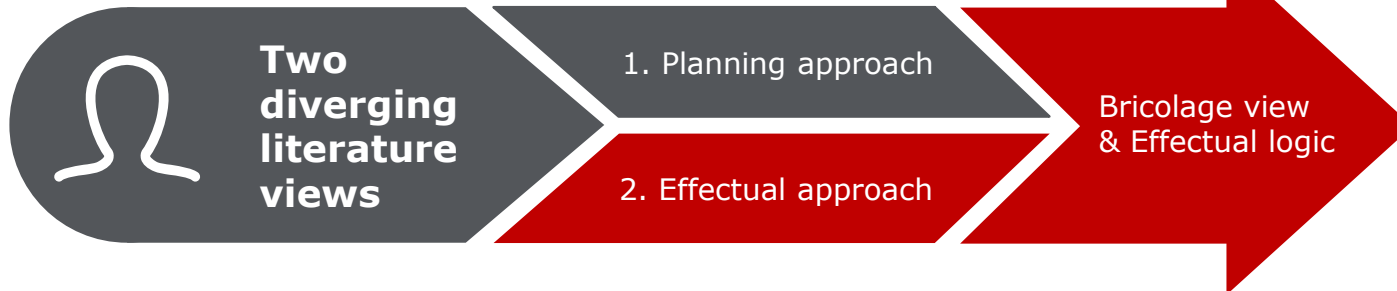 Two
diverging
literature
views
1. Planning approach
2. Effectual approach
Bricolage view
& Effectual logic